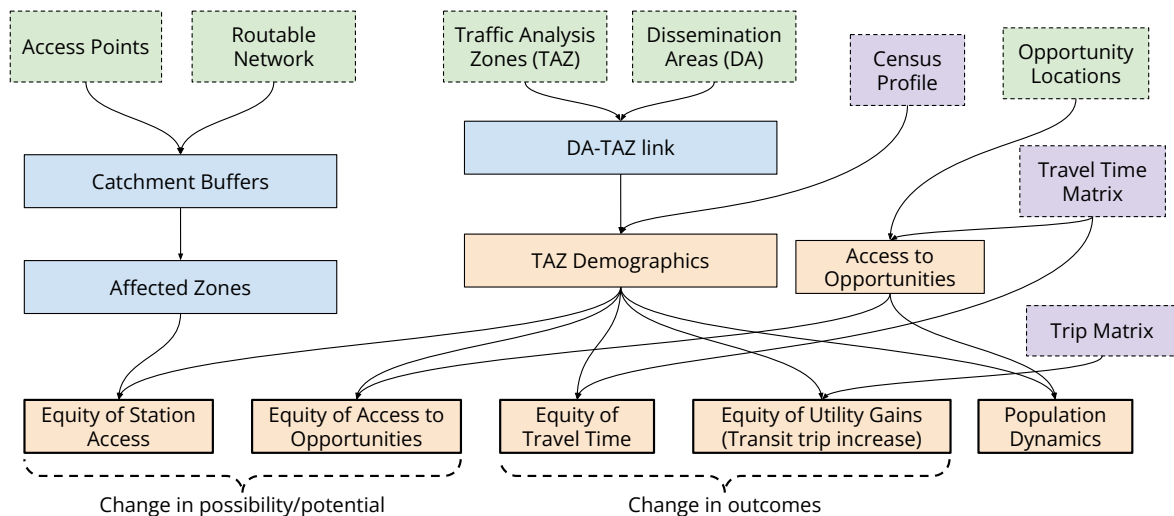 Access Points
Routable
Network
Traffic Analysis
Zones (TAZ)
Dissemination
Areas (DA)
Census
Profile
Opportunity
Locations
DA-TAZ link
Catchment Buffers
Travel Time
Matrix
TAZ Demographics
Access to
Opportunities
Affected Zones
Trip Matrix
Equity of Station
Access
Equity of Access to
Opportunities
Equity of
Travel Time
Equity of Utility Gains
(Transit trip increase)
Population
Dynamics
Change in possibility/potential
Change in outcomes